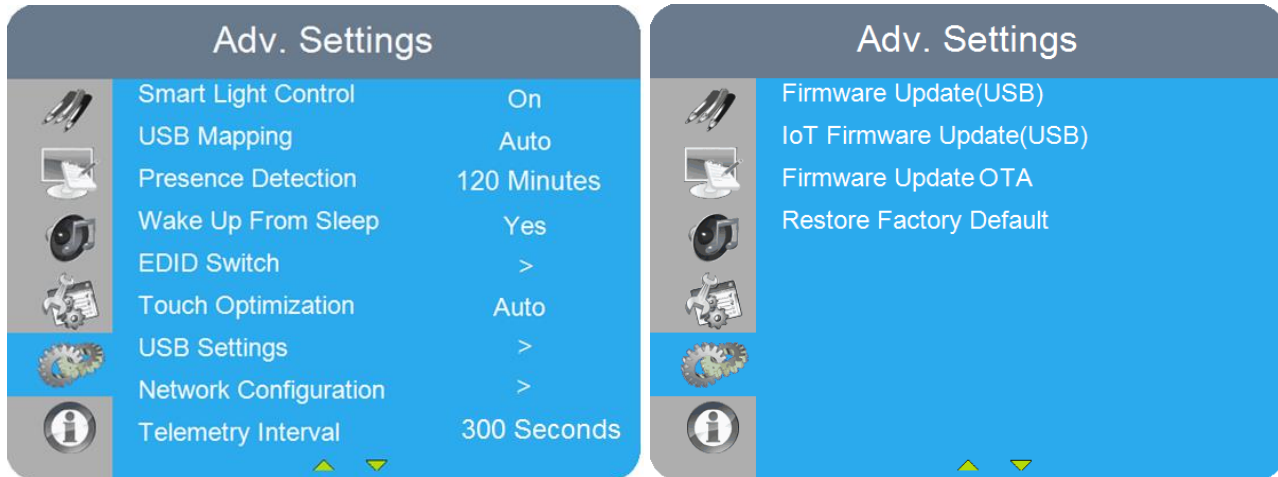 Adv. Settings
Smart Light Control On
USB Mapping Auto
Presence Detection 120 Minutes
Wake Up From Sleep Yes
EDID Switch >
Touch Optimization Auto
USB Settings >
Network Configuration >
Telemetry Interval 300 Seconds
Adv. Settings
Firmware Update(USB)
IoT Firmware Update(USB)
Firmware Update OTA
Restore Factory Default